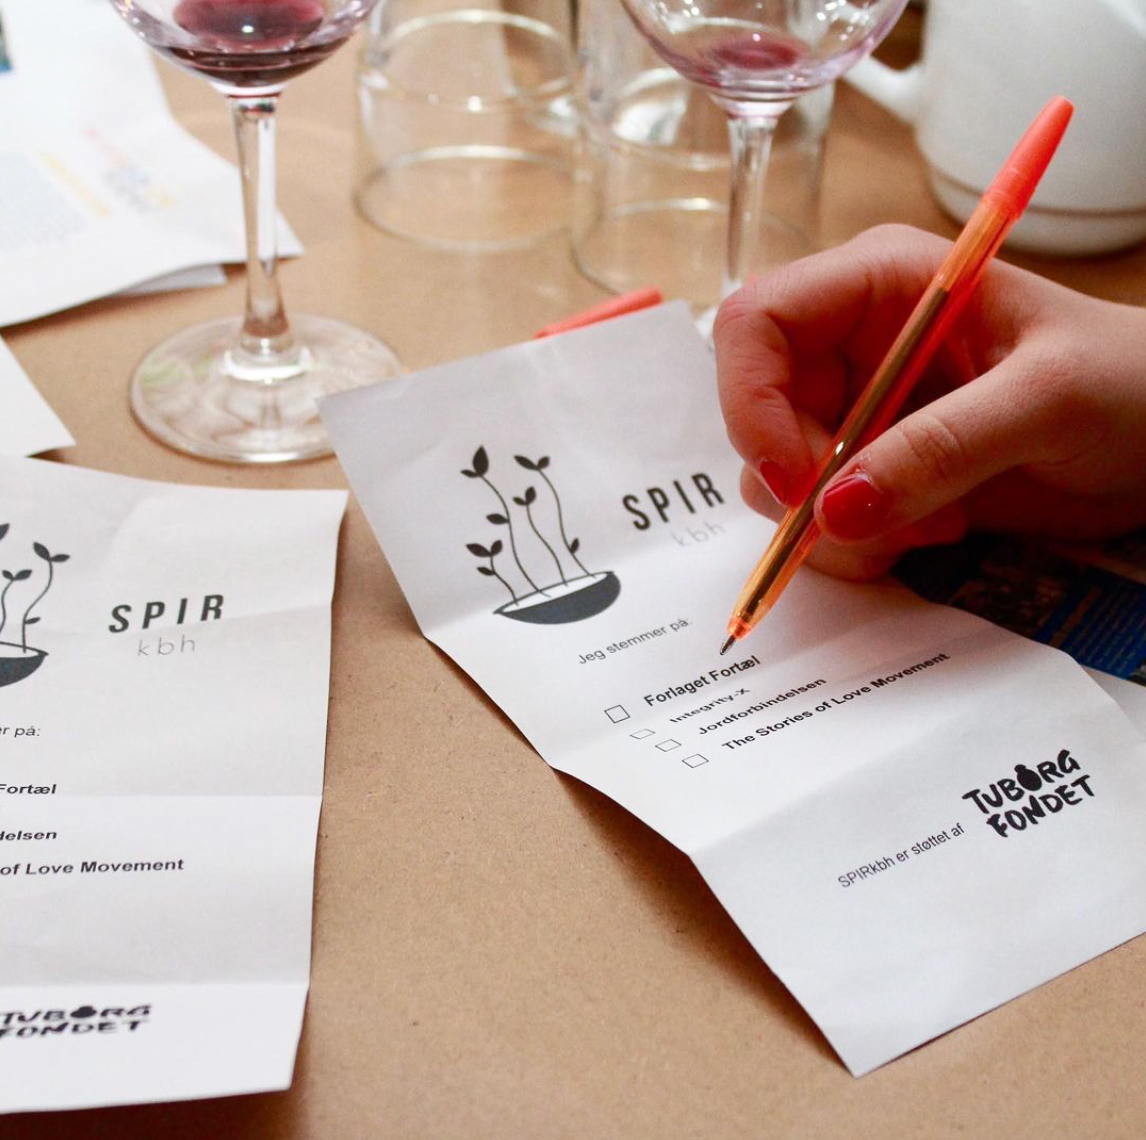 SPIR
kbh
Jeg stemmer på:
Forlaget Fortæl
Integrity-X
Jordforbindelsen
The Stories of Love Movement
SPIRkbh er støttet af
TUBORG
FONDET
SPIR
kbh
er på:
Fortæl
delsen
of Love Movement
TUBORG
FONDET